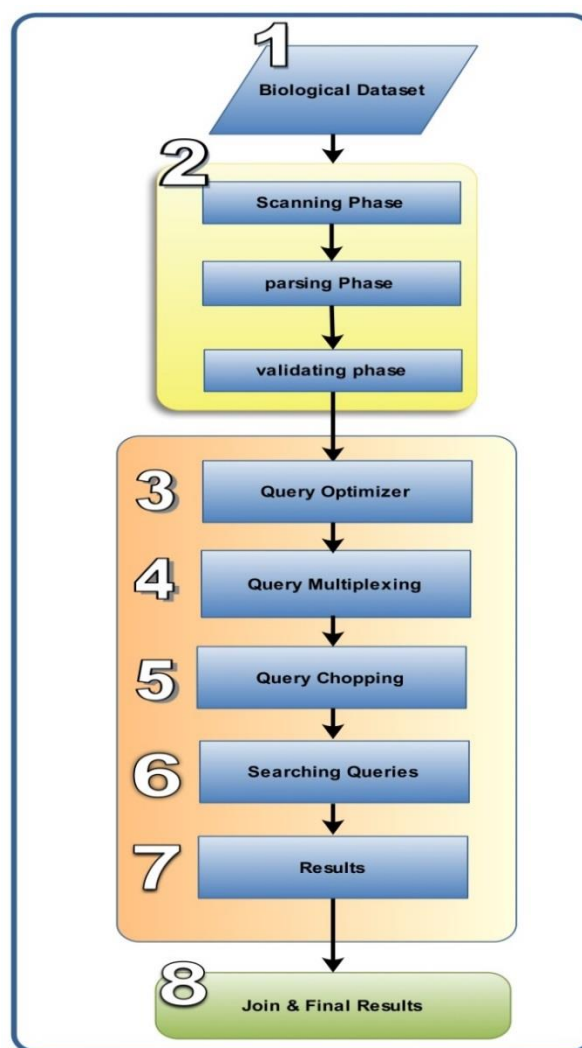 1
Biological Dataset
2
Scanning Phase
parsing Phase
validating phase
3
Query Optimizer
4
Query Multiplexing
5
Query Chopping
6
Searching Queries
7
Results
8
Join & Final Results